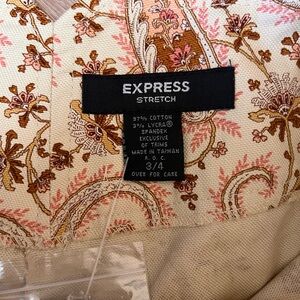 EXPRESS
STRETCH
97% COTTON
3% LYCRA®
SPANDEX
EXCLUSIVE
OF TRIMS
MADE IN TAIWAN
R.O.C.
3/4
OVER FOR CARE